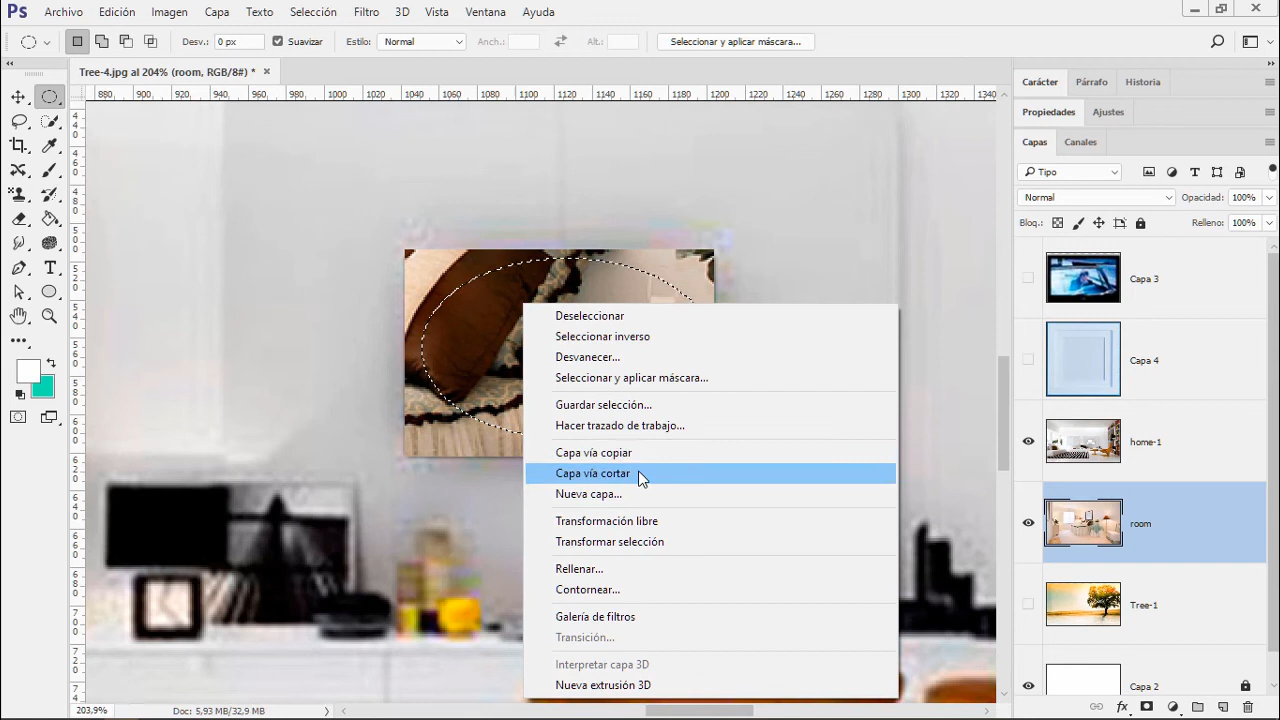 Ps Archivo Edición Imagen Capa Texto Selección Filtro 3D Vista Ventana Ayuda
Desv.: 0 px Suavizar Estilo: Normal Anch.: Alt.: Seleccionar y aplicar máscara...
Tree-4.jpg al 204% (room, RGB/8#) *
880 900 920 940 960 980 1000 1020 1040 1060 1080 1100 1120 1140 1160 1180 1200 1220 1240 1260 1280 1300 1320 1340
Carácter Párrafo Historia
Propiedades Ajustes
Capas Canales
Tipo
Normal Opacidad: 100%
Bloq.: Relleno: 100%
Capa 3
Capa 4
home-1
room
Tree-1
Capa 2
Deseleccionar
Seleccionar inverso
Desvanecer...
Seleccionar y aplicar máscara...
Guardar selección...
Hacer trazado de trabajo...
Capa vía copiar
Capa vía cortar
Nueva capa...
Transformación libre
Transformar selección
Rellenar...
Contornear...
Galería de filtros
Transición...
Interpretar capa 3D
Nueva extrusión 3D
203,9% Doc: 5,93 MB/32,9 MB